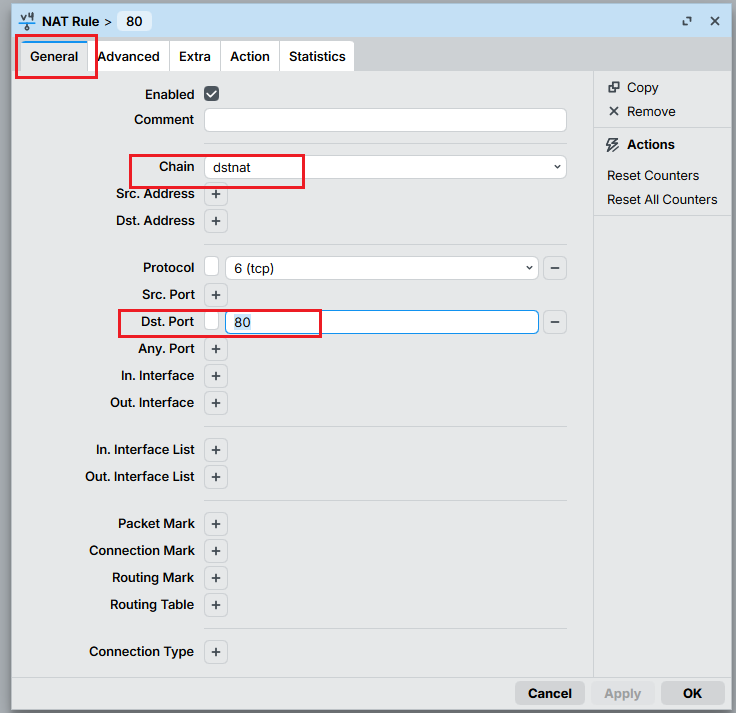 v4 NAT Rule > 80
General Advanced Extra Action Statistics
Enabled
Comment
Chain dstnat
Src. Address
Dst. Address
Protocol 6 (tcp)
Src. Port
Dst. Port 80
Any. Port
In. Interface
Out. Interface
In. Interface List
Out. Interface List
Packet Mark
Connection Mark
Routing Mark
Routing Table
Connection Type
Copy
Remove
Actions
Reset Counters
Reset All Counters
Cancel Apply OK